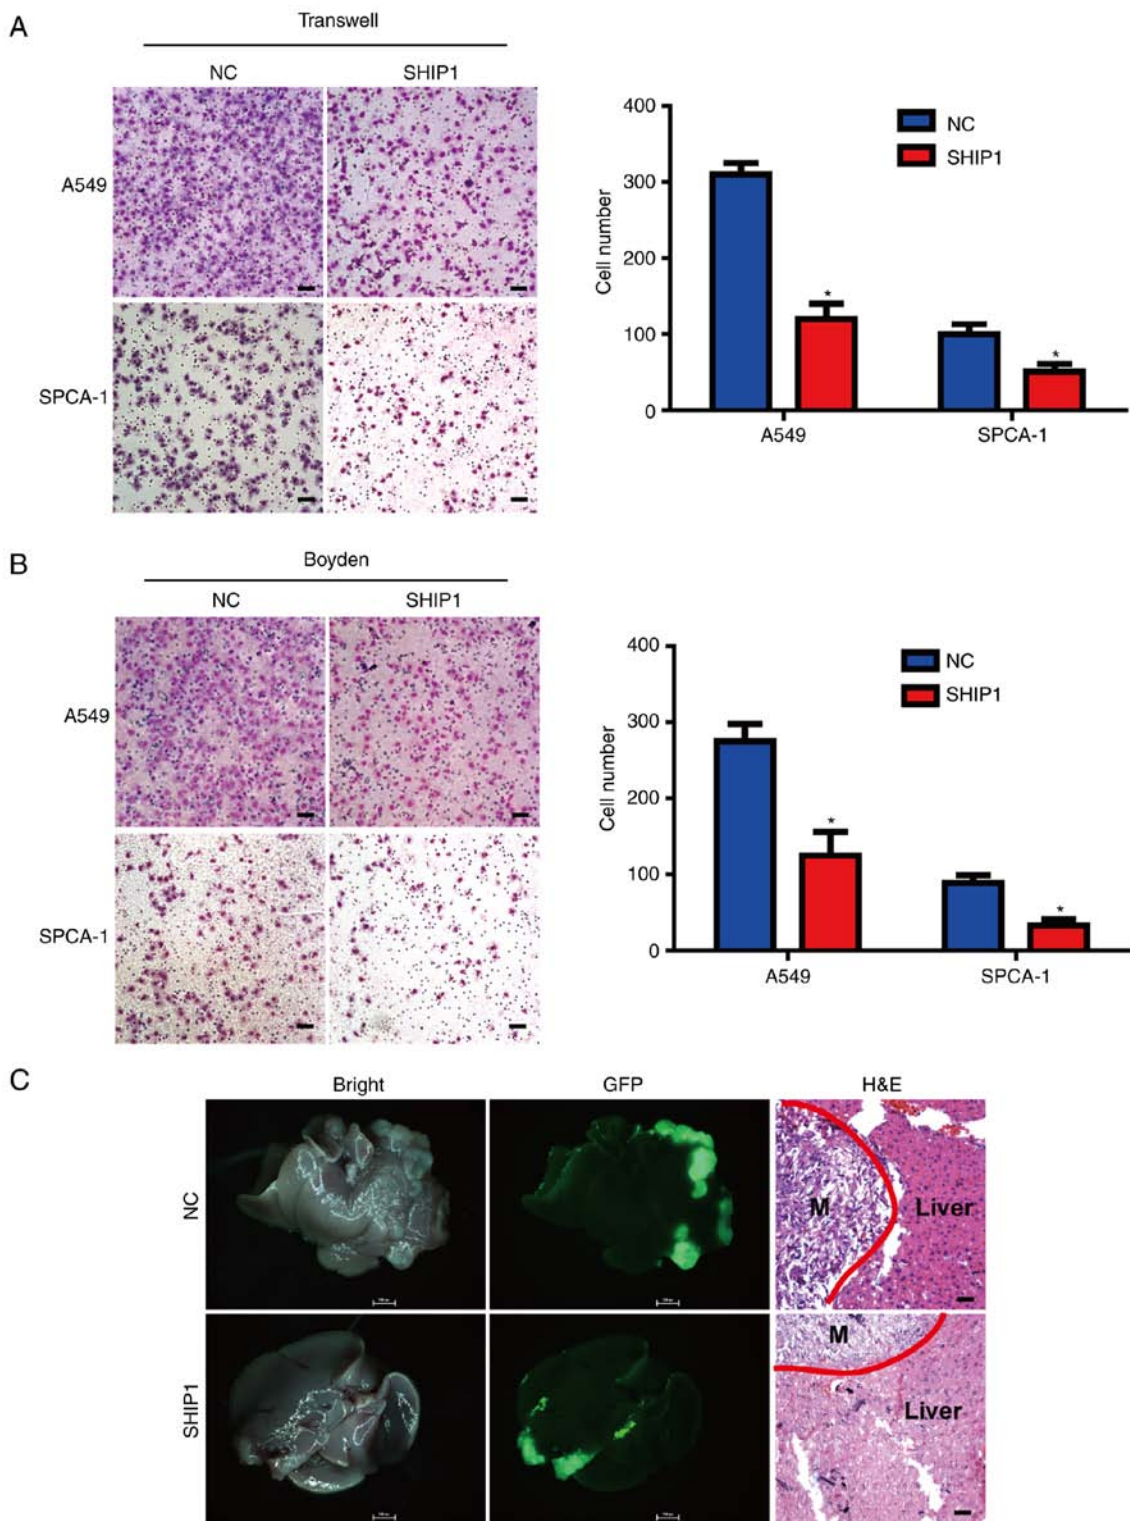 A
Transwell
NC SHIP1
A549
SPCA-1
400
300
200
100
0
Cell number
NC
SHIP1
*
*
A549 SPCA-1
B
Boyden
NC SHIP1
A549
SPCA-1
400
300
200
100
0
Cell number
NC
SHIP1
*
*
A549 SPCA-1
C
Bright GFP H&E
NC
M Liver
SHIP1
M
Liver